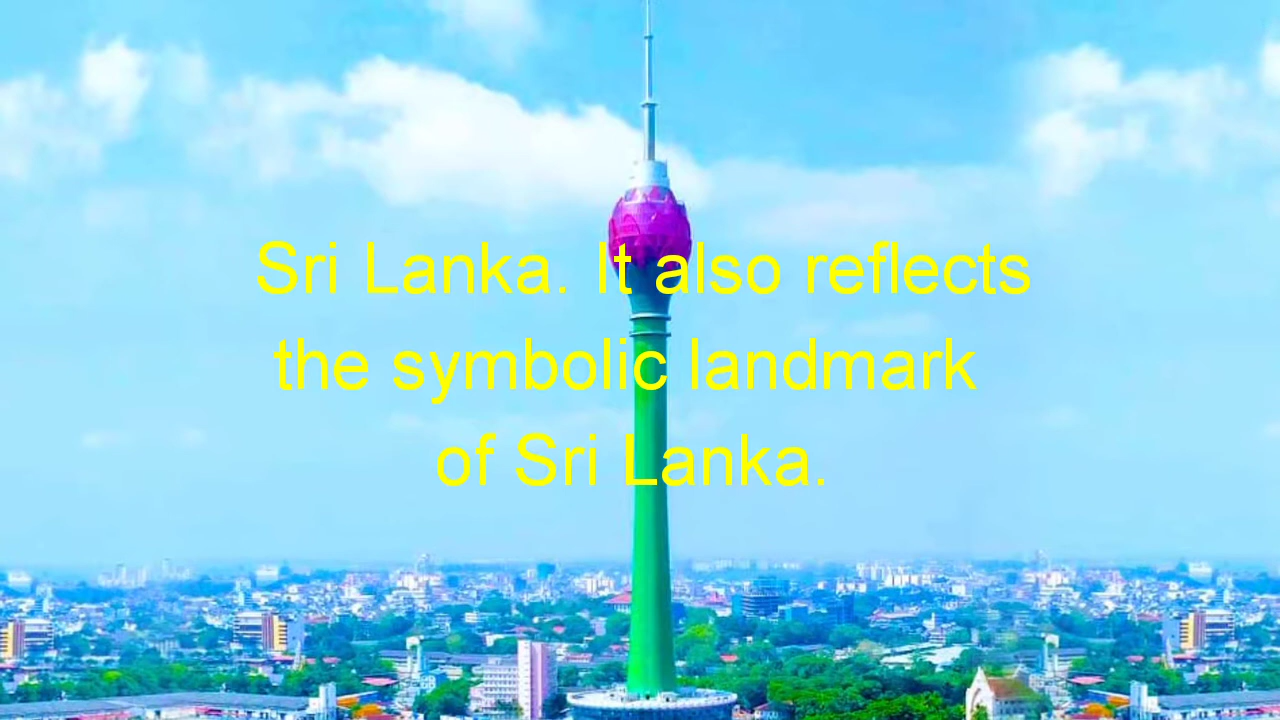 Sri Lanka. It also reflects
the symbolic landmark
of Sri Lanka.